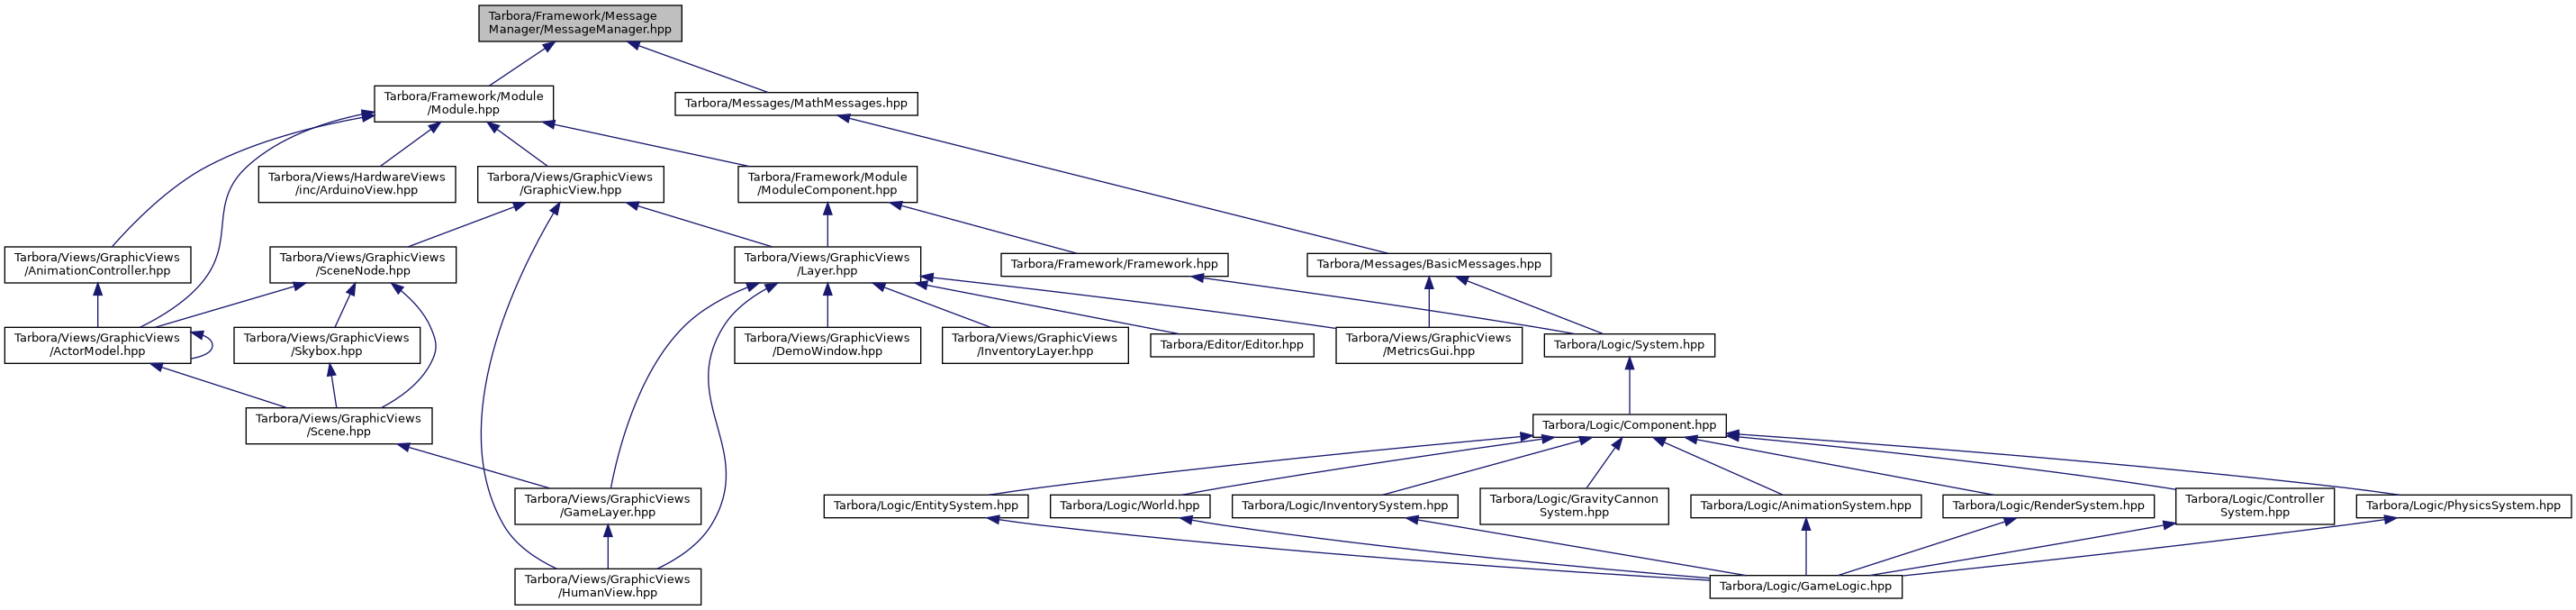 Tarbora/Framework/Message
Manager/MessageManager.hpp
Tarbora/Framework/Module
/Module.hpp
Tarbora/Messages/MathMessages.hpp
Tarbora/Views/HardwareViews
/inc/ArduinoView.hpp
Tarbora/Views/GraphicViews
/GraphicView.hpp
Tarbora/Framework/Module
/ModuleComponent.hpp
Tarbora/Views/GraphicViews
/AnimationController.hpp
Tarbora/Views/GraphicViews
/SceneNode.hpp
Tarbora/Views/GraphicViews
/Layer.hpp
Tarbora/Framework/Framework.hpp
Tarbora/Messages/BasicMessages.hpp
Tarbora/Views/GraphicViews
/ActorModel.hpp
Tarbora/Views/GraphicViews
/Skybox.hpp
Tarbora/Views/GraphicViews
/DemoWindow.hpp
Tarbora/Views/GraphicViews
/InventoryLayer.hpp
Tarbora/Editor/Editor.hpp
Tarbora/Views/GraphicViews
/MetricsGui.hpp
Tarbora/Logic/System.hpp
Tarbora/Views/GraphicViews
/Scene.hpp
Tarbora/Logic/Component.hpp
Tarbora/Views/GraphicViews
/GameLayer.hpp
Tarbora/Logic/EntitySystem.hpp
Tarbora/Logic/World.hpp
Tarbora/Logic/InventorySystem.hpp
Tarbora/Logic/GravityCannon
System.hpp
Tarbora/Logic/AnimationSystem.hpp
Tarbora/Logic/RenderSystem.hpp
Tarbora/Logic/Controller
System.hpp
Tarbora/Logic/PhysicsSystem.hpp
Tarbora/Views/GraphicViews
/HumanView.hpp
Tarbora/Logic/GameLogic.hpp